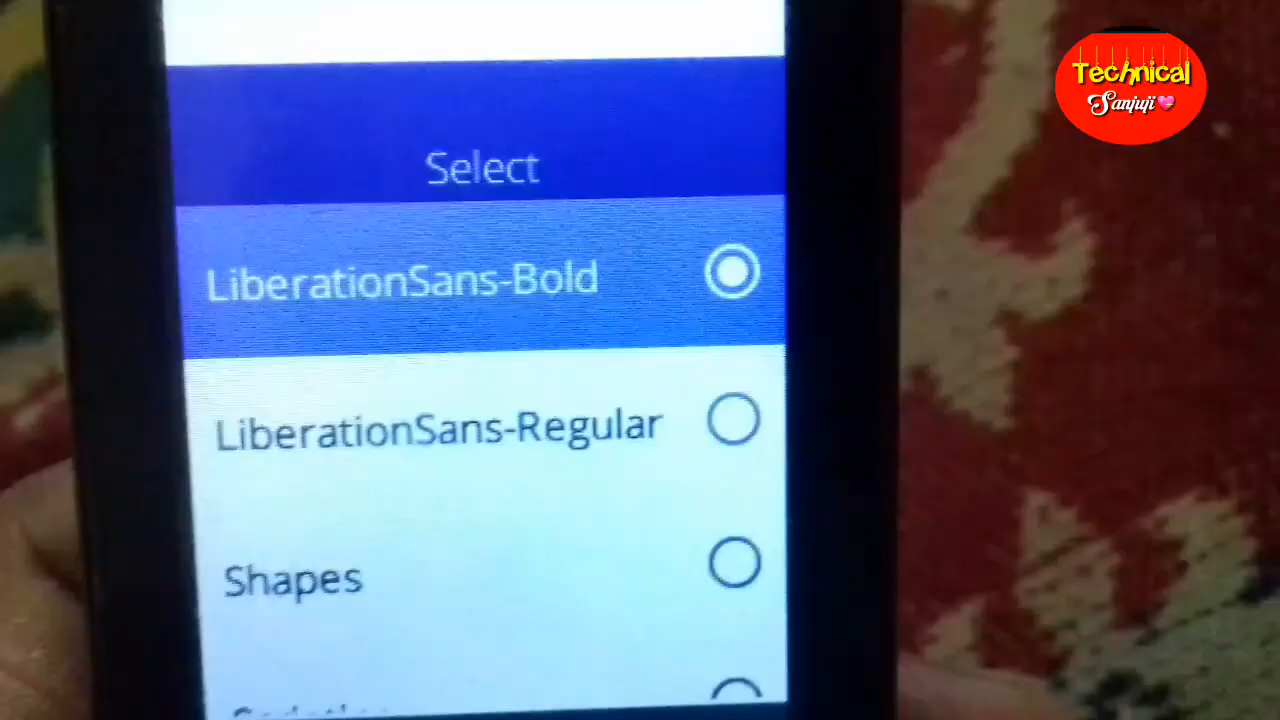 Technical
Sanjuji
Select
LiberationSans-Bold
LiberationSans-Regular
Shapes